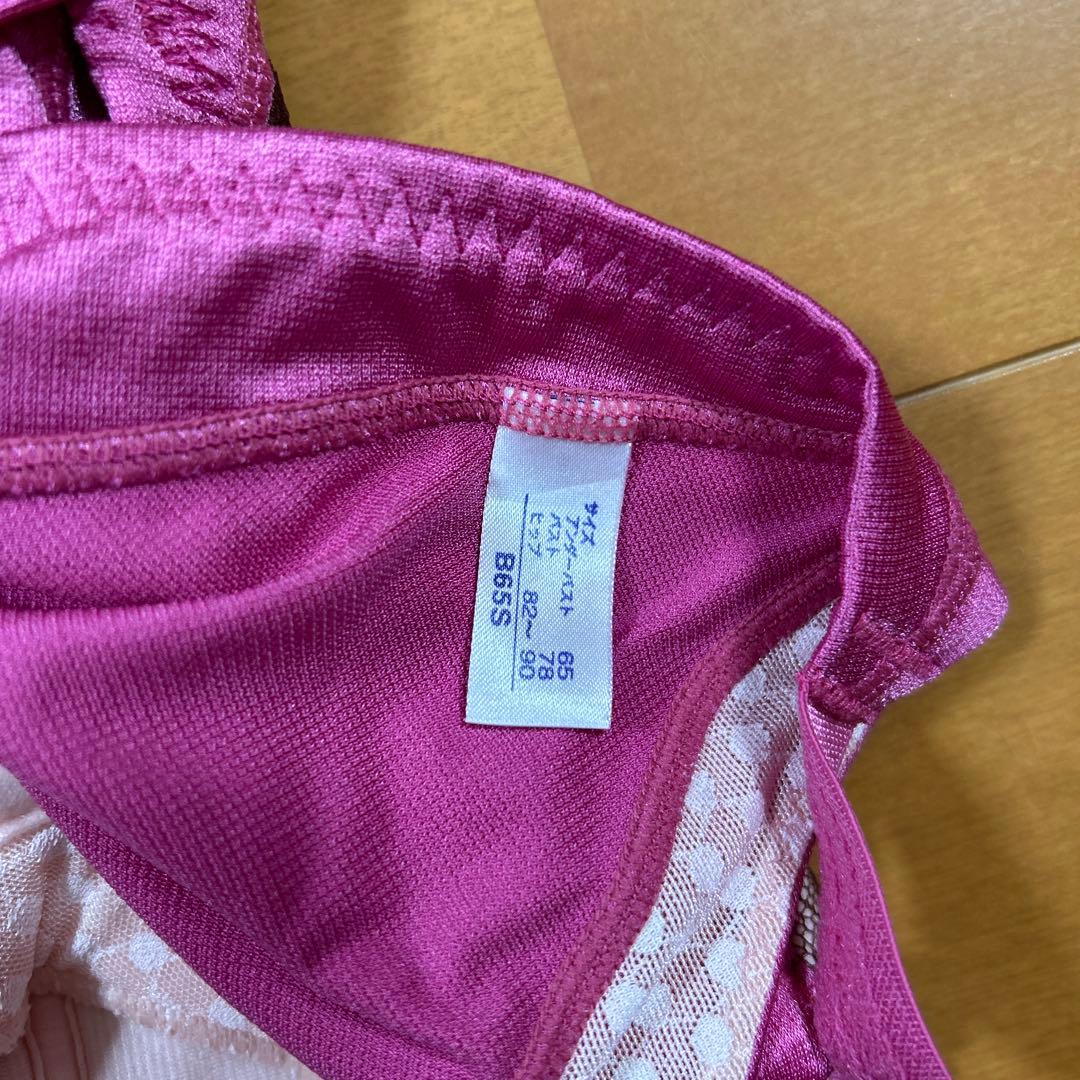 サイズ
アンダーバスト 65
バスト 78
ヒップ 82～90
B65S